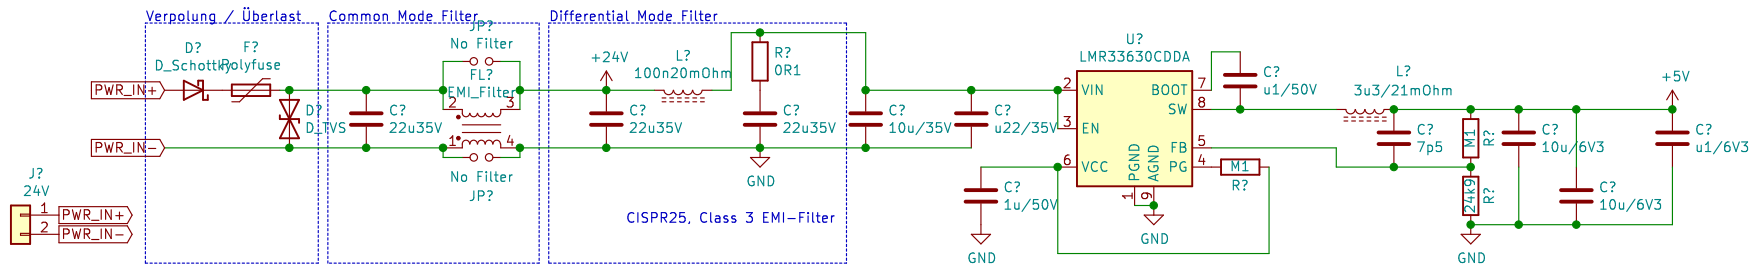 Verpolung / Überlast
Common Mode Filter
Differential Mode Filter
D?
D_Schottky
F?
Polyfuse
PWR_IN+
PWR_IN-
D?
D_TVS
C?
22u35V
JP?
No Filter
FL?
EMI_Filter
2
3
1
4
No Filter
JP?
+24V
C?
22u35V
L?
100n20mOhm
R?
0R1
C?
22u35V
GND
CISPR25, Class 3 EMI-Filter
C?
10u/35V
C?
u22/35V
C?
1u/50V
GND
U?
LMR33630CDDA
2
VIN
3
EN
6
VCC
BOOT
7
SW
8
FB
5
PG
4
PGND
1
AGND
9
GND
C?
u1/50V
M1
R?
L?
3u3/21mOhm
C?
7p5
M1
R?
24k9
R?
GND
C?
10u/6V3
C?
10u/6V3
+5V
C?
u1/6V3
J?
24V
1
PWR_IN+
2
PWR_IN-